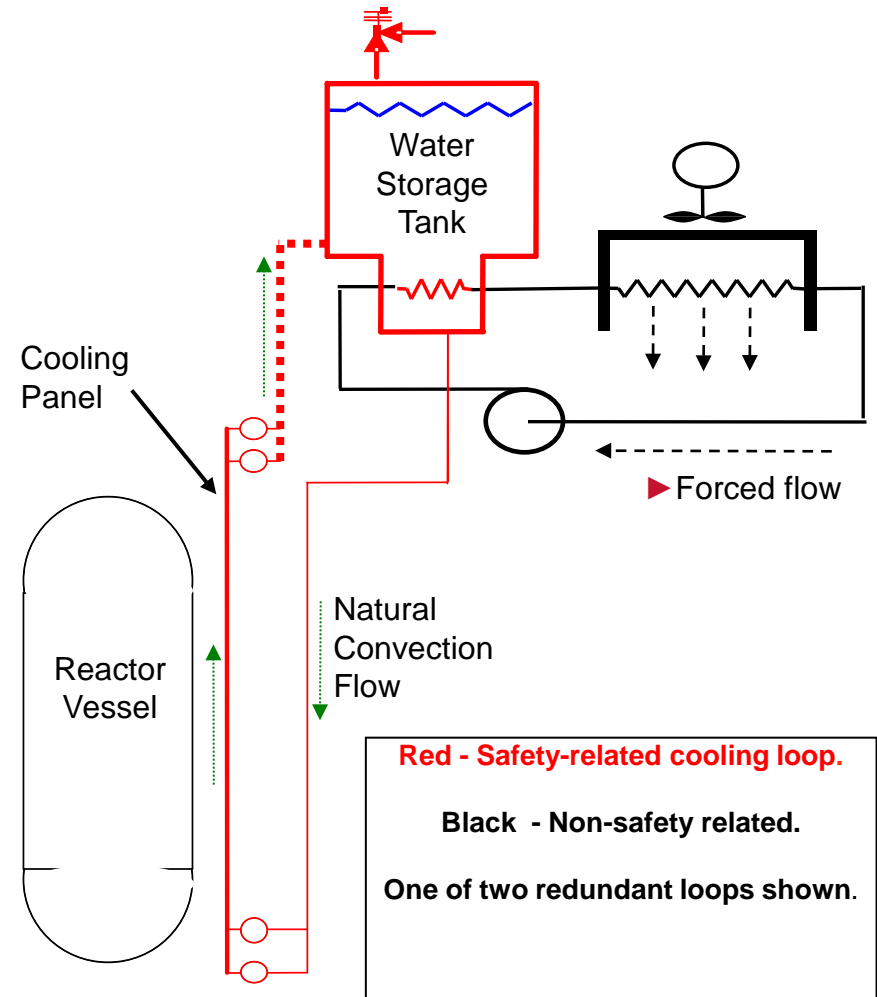 Water
Storage
Tank
Cooling
Panel
Forced flow
Natural
Convection
Flow
Reactor
Vessel
Red - Safety-related cooling loop.
Black - Non-safety related.
One of two redundant loops shown.